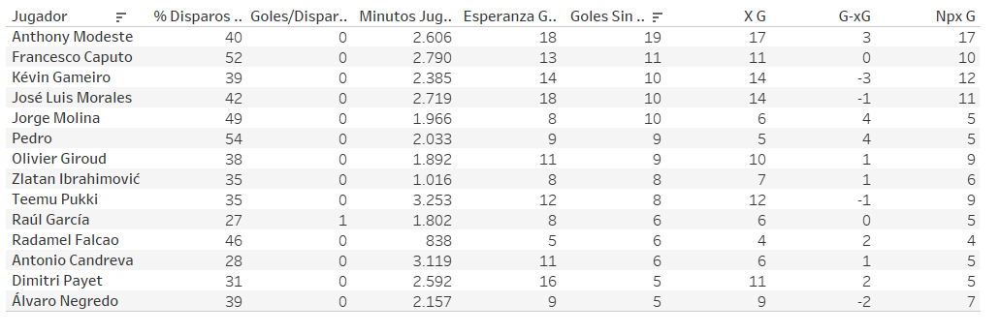 Jugador % Disparos .. Goles/Dispar.. Minutos Jug.. Esperanza G.. Goles Sin .. X G G-xG Npx G
Anthony Modeste 40 0 2.606 18 19 17 3 17
Francesco Caputo 52 0 2.790 13 11 11 0 10
Kévin Gameiro 39 0 2.385 14 10 14 -3 12
José Luis Morales 42 0 2.719 18 10 14 -1 11
Jorge Molina 49 0 1.966 8 10 6 4 5
Pedro 54 0 2.033 9 9 5 4 5
Olivier Giroud 38 0 1.892 11 9 10 1 9
Zlatan Ibrahimović 35 0 1.016 8 8 7 1 6
Teemu Pukki 35 0 3.253 12 8 12 -1 9
Raúl García 27 1 1.802 8 6 6 0 5
Radamel Falcao 46 0 838 5 6 4 2 4
Antonio Candreva 28 0 3.119 11 6 6 1 5
Dimitri Payet 31 0 2.592 16 5 11 2 5
Álvaro Negredo 39 0 2.157 9 5 9 -2 7